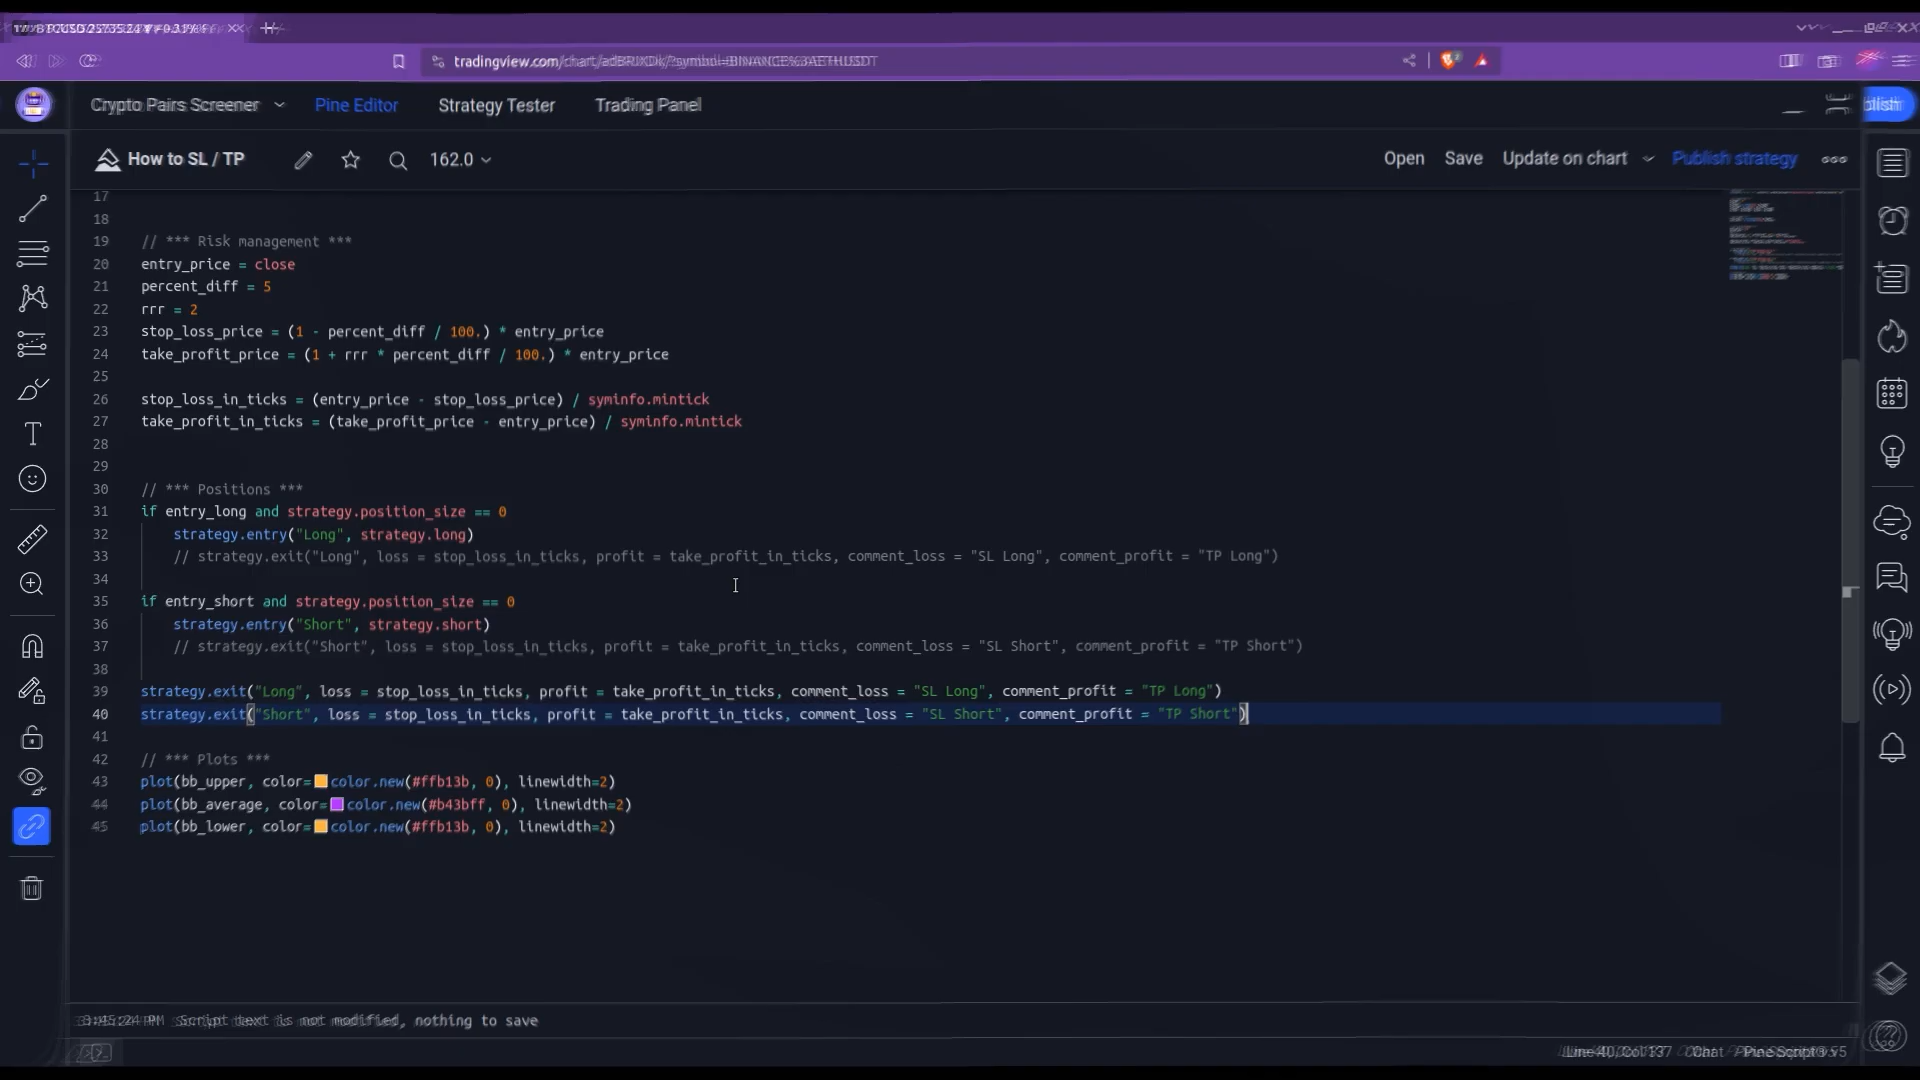 tradingview.com/chart/
Crypto Pairs Screener
Pine Editor
Strategy Tester
Trading Panel
How to SL / TP
162.0
Open
Save
Update on chart
Publish strategy
17
18
19 // *** Risk management ***
20 entry_price = close
21 percent_diff = 5
22 rrr = 2
23 stop_loss_price = (1 - percent_diff / 100.) * entry_price
24 take_profit_price = (1 + rrr * percent_diff / 100.) * entry_price
25
26 stop_loss_in_ticks = (entry_price - stop_loss_price) / syminfo.mintick
27 take_profit_in_ticks = (take_profit_price - entry_price) / syminfo.mintick
28
29
30 // *** Positions ***
31 if entry_long and strategy.position_size == 0
32 strategy.entry("Long", strategy.long)
33 // strategy.exit("Long", loss = stop_loss_in_ticks, profit = take_profit_in_ticks, comment_loss = "SL Long", comment_profit = "TP Long")
34
35 if entry_short and strategy.position_size == 0
36 strategy.entry("Short", strategy.short)
37 // strategy.exit("Short", loss = stop_loss_in_ticks, profit = take_profit_in_ticks, comment_loss = "SL Short", comment_profit = "TP Short")
38
39 strategy.exit("Long", loss = stop_loss_in_ticks, profit = take_profit_in_ticks, comment_loss = "SL Long", comment_profit = "TP Long")
40 strategy.exit("Short", loss = stop_loss_in_ticks, profit = take_profit_in_ticks, comment_loss = "SL Short", comment_profit = "TP Short")
41
42 // *** Plots ***
43 plot(bb_upper, color=color.new(#ffb13b, 0), linewidth=2)
44 plot(bb_average, color=color.new(#b43bff, 0), linewidth=2)
45 plot(bb_lower, color=color.new(#ffb13b, 0), linewidth=2)
Script text is not modified, nothing to save
Line 40, Col 137